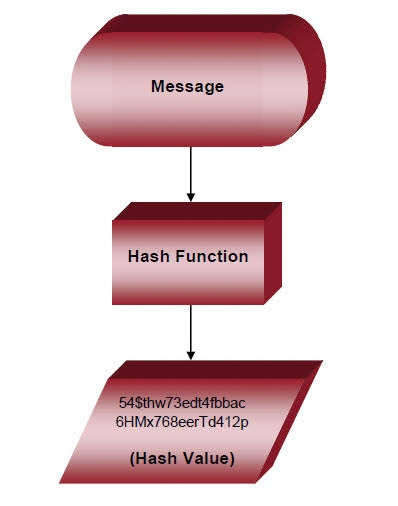 Message
Hash Function
54$thw73edt4fbbac
6HMx768eerTd412p
(Hash Value)